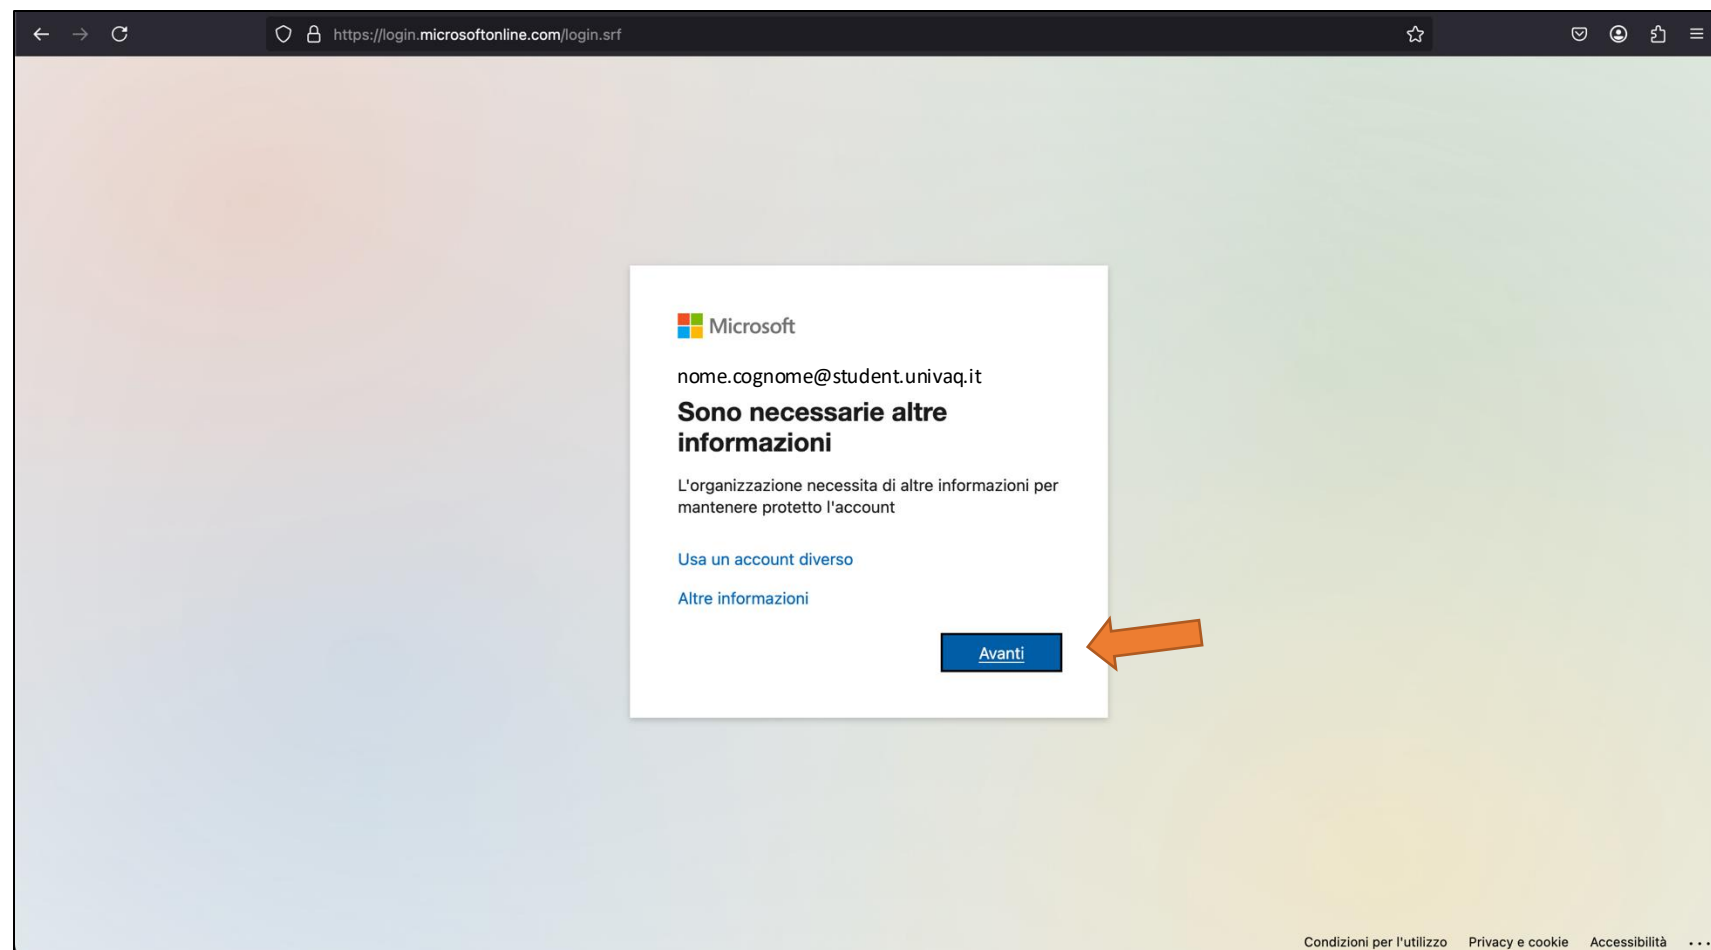 https://login.microsoftonline.com/login.srf
Microsoft
nome.cognome@student.univaq.it
Sono necessarie altre
informazioni
L'organizzazione necessita di altre informazioni per
mantenere protetto l'account
Usa un account diverso
Altre informazioni
Avanti
Condizioni per l'utilizzo Privacy e cookie Accessibilità ...